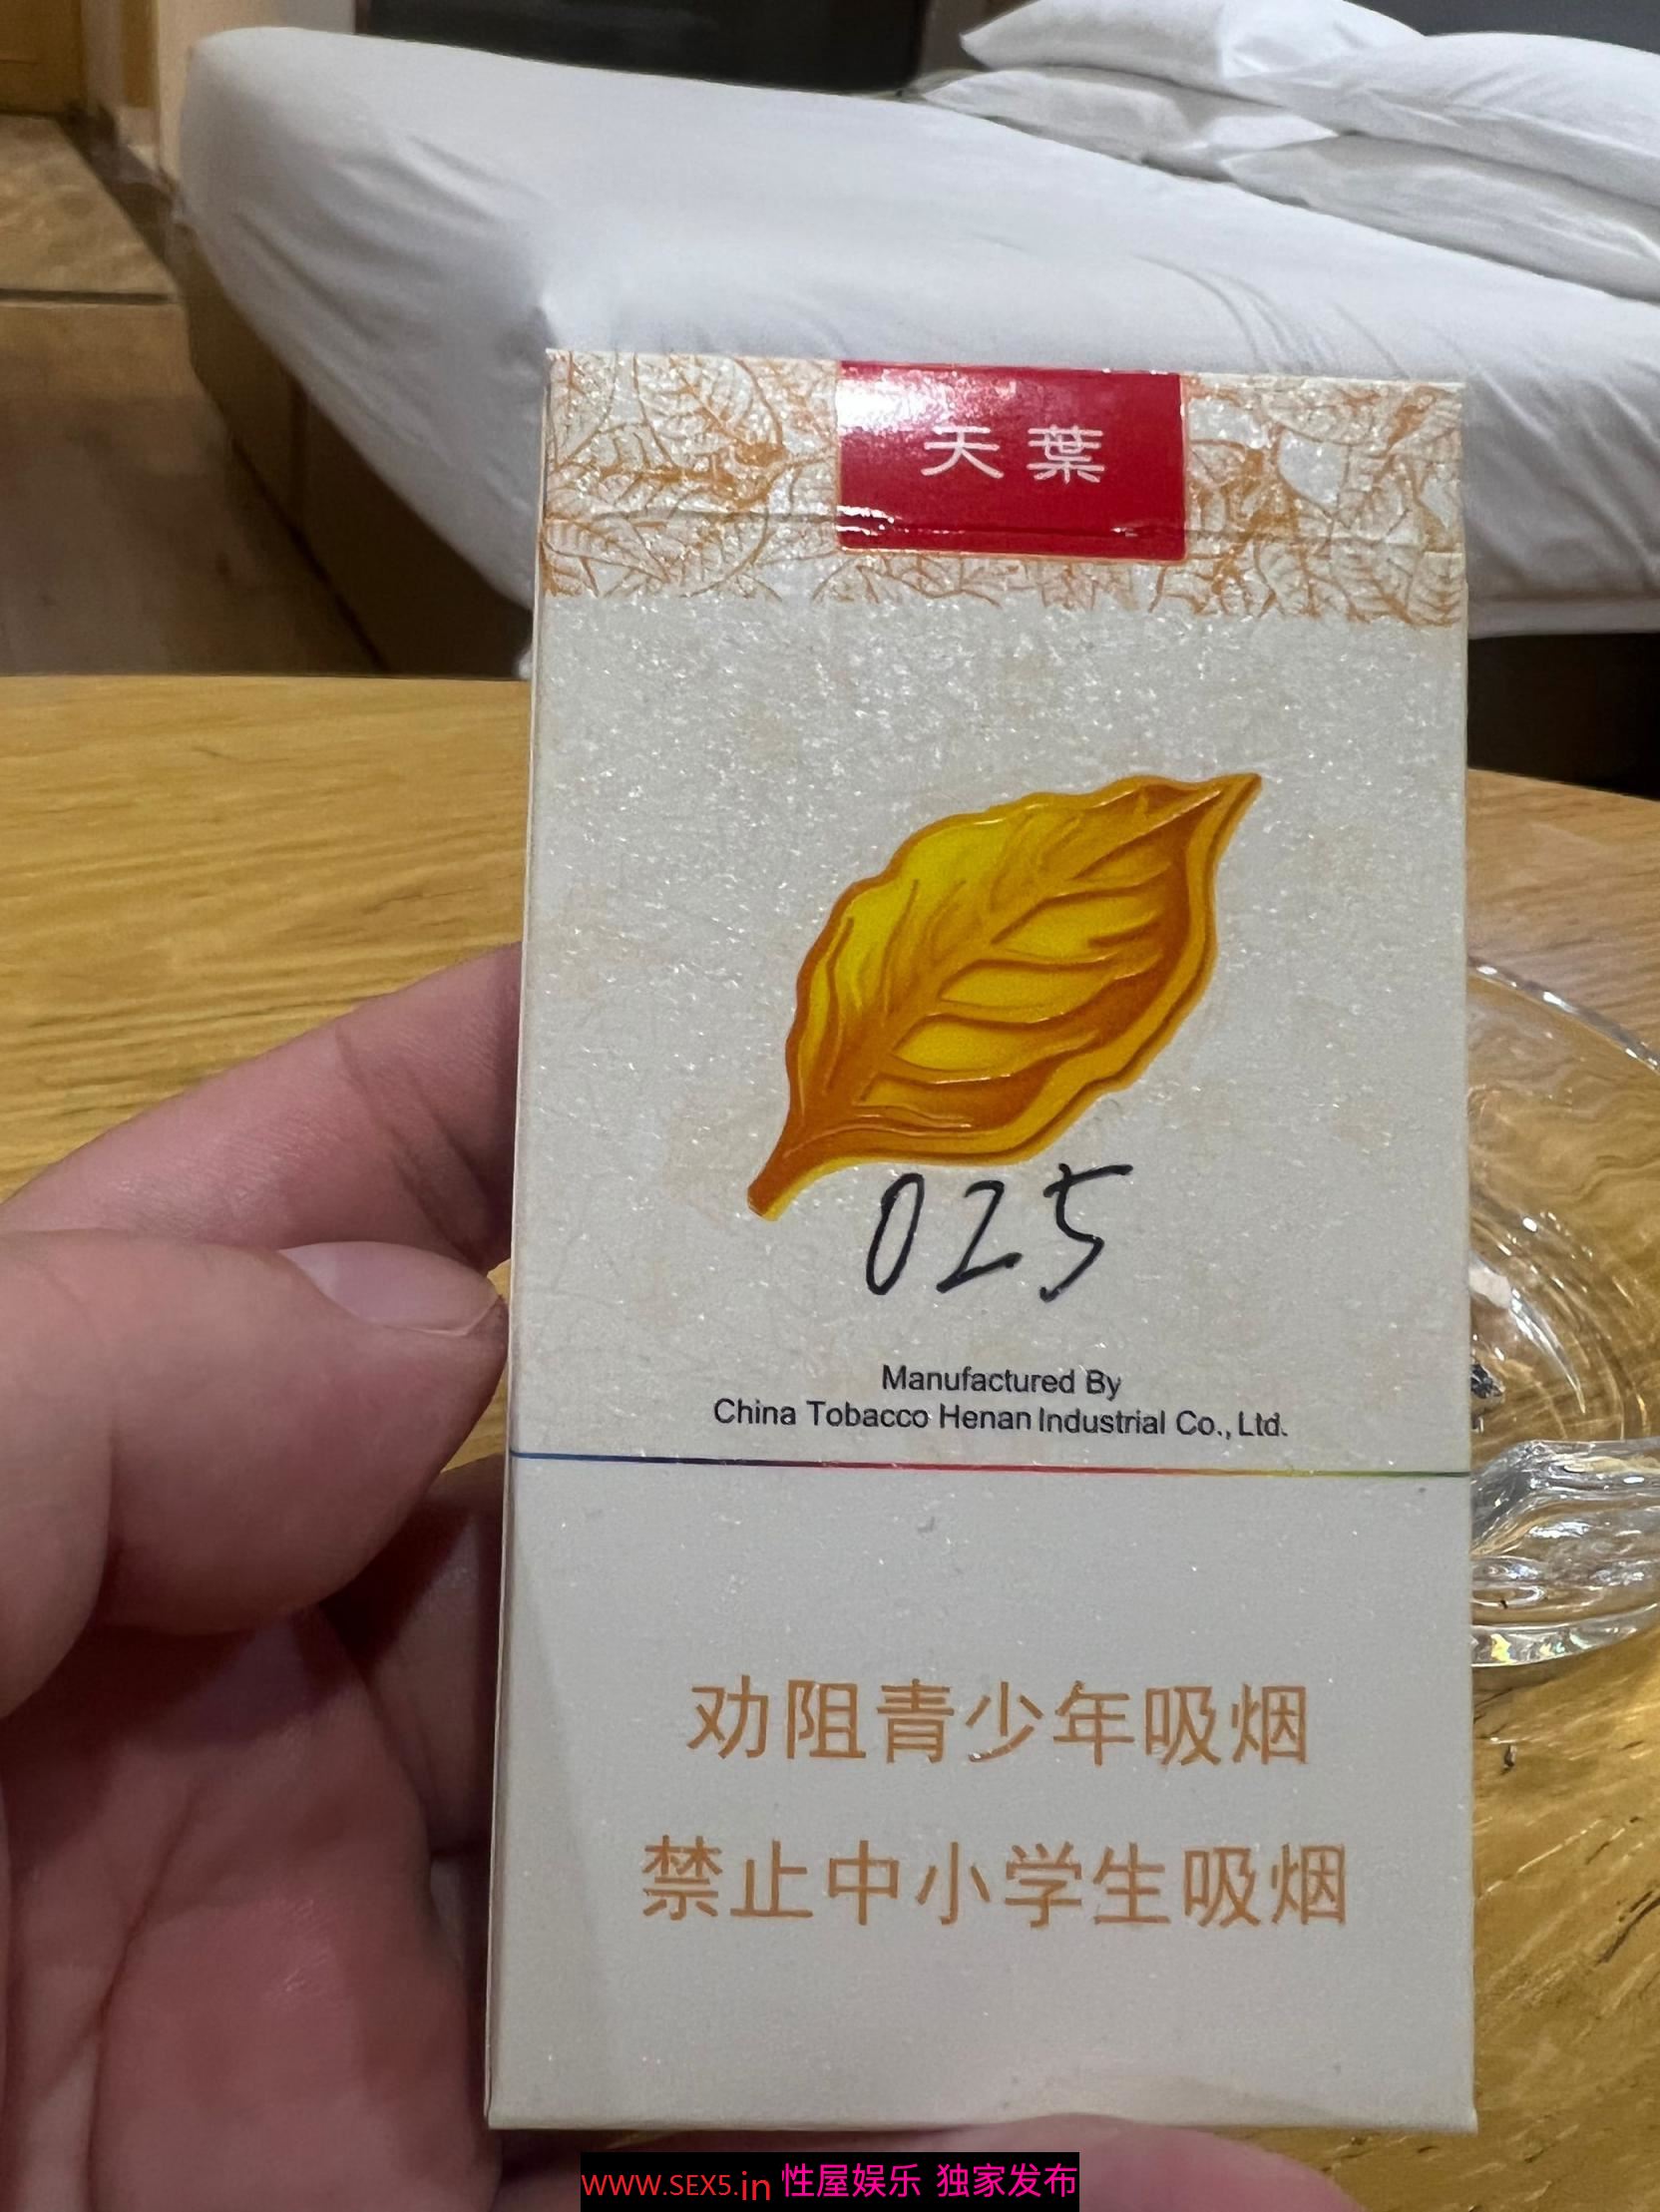 天葉
025
Manufactured By
China Tobacco Henan Industrial Co., Ltd.
劝阻青少年吸烟
禁止中小学生吸烟
www.SEX5.in 性屋娱乐 独家发布